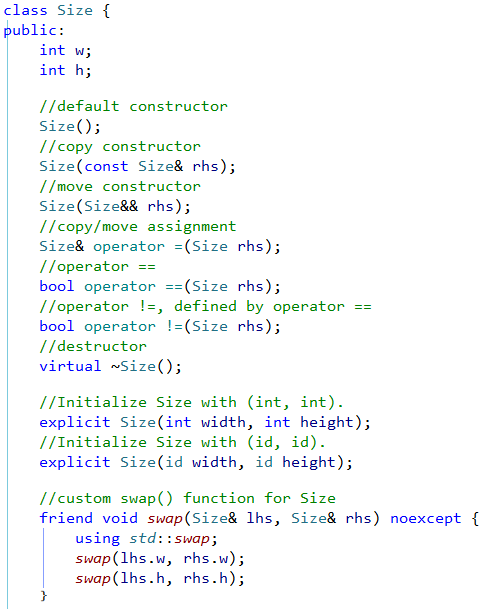 class Size {
public:
    int w;
    int h;

    //default constructor
    Size();
    //copy constructor
    Size(const Size& rhs);
    //move constructor
    Size(Size&& rhs);
    //copy/move assignment
    Size& operator =(Size rhs);
    //operator ==
    bool operator ==(Size rhs);
    //operator !=, defined by operator ==
    bool operator !=(Size rhs);
    //destructor
    virtual ~Size();

    //Initialize Size with (int, int).
    explicit Size(int width, int height);
    //Initialize Size with (id, id).
    explicit Size(id width, id height);

    //custom swap() function for Size
    friend void swap(Size& lhs, Size& rhs) noexcept {
        using std::swap;
        swap(lhs.w, rhs.w);
        swap(lhs.h, rhs.h);
    }